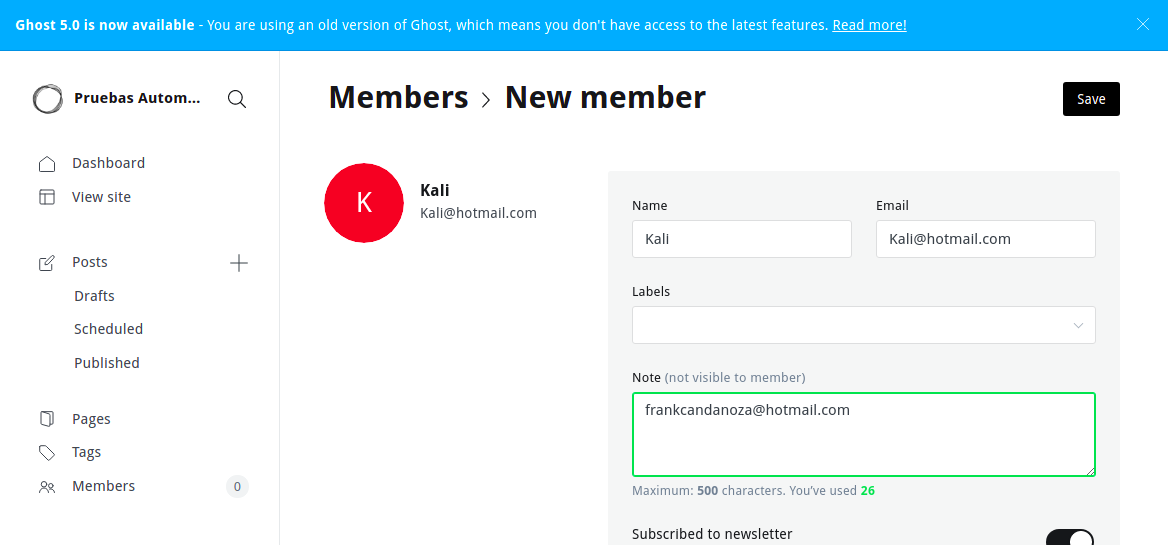 Ghost 5.0 is now available - You are using an old version of Ghost, which means you don't have access to the latest features. Read more!
Pruebas Autom...
Dashboard
View site
Posts
Drafts
Scheduled
Published
Pages
Tags
Members
0
Members > New member
Save
K
Kali
Kali@hotmail.com
Name
Email
Kali
Kali@hotmail.com
Labels
Note (not visible to member)
frankcandanoza@hotmail.com
Maximum: 500 characters. You've used 26
Subscribed to newsletter